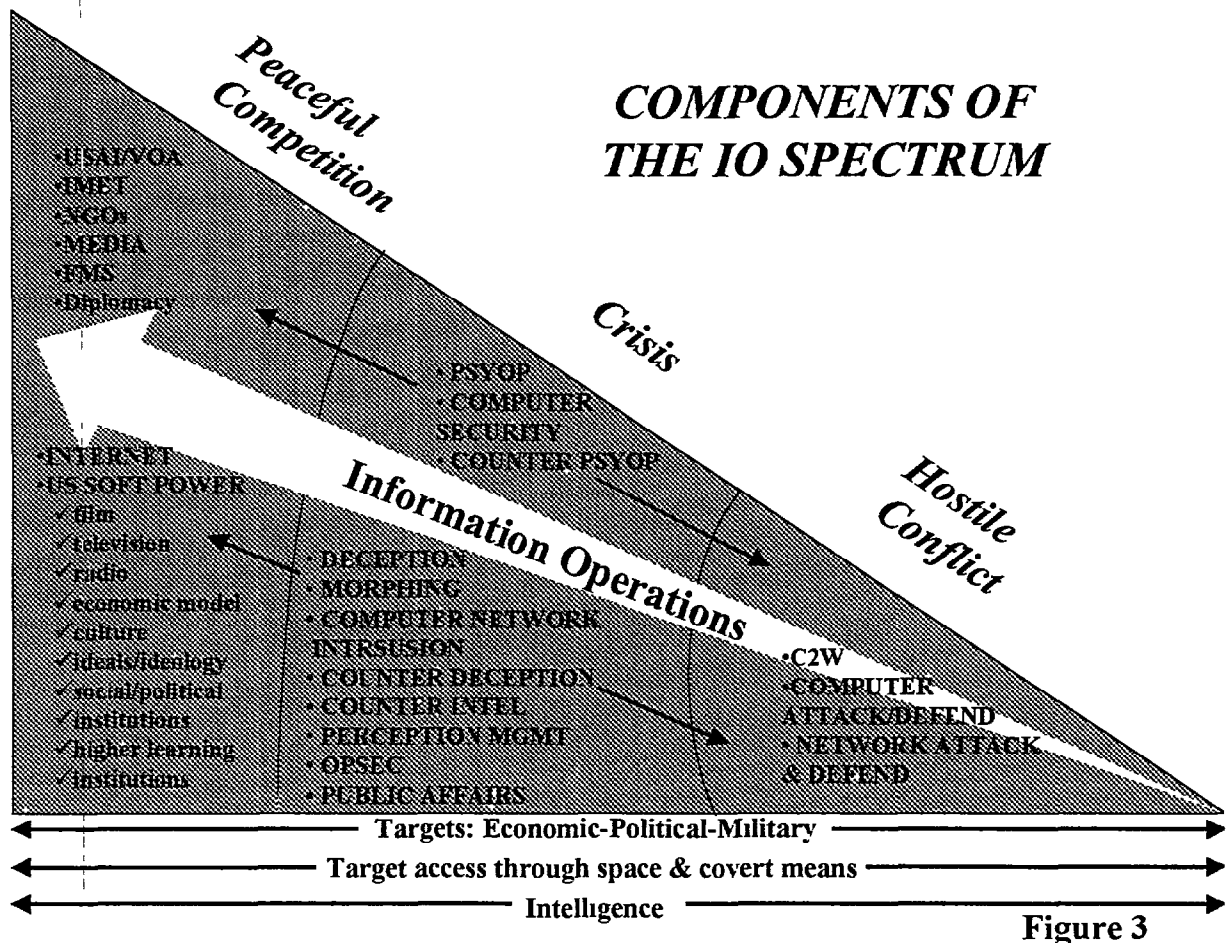 COMPONENTS OF
THE IO SPECTRUM
Peaceful
Competition
•USAI/VOA
•IMET
•NGOs
•MEDIA
•FMS
•Diplomacy
Crisis
• PSYOP
• COMPUTER
SECURITY
• COUNTER PSYOP
Hostile
Conflict
Information Operations
•INTERNET
•US SOFT POWER
✓film
✓television
✓radio
✓economic model
✓culture
✓ideals/ideology
✓social/political
✓institutions
✓higher learning
✓institutions
• DECEPTION
• MORPHING
• COMPUTER NETWORK
INTRSUSION
• COUNTER DECEPTION
• COUNTER INTEL
• PERCEPTION MGMT
• OPSEC
• PUBLIC AFFAIRS
•C2W
•COMPUTER
ATTACK/DEFEND
• NETWORK ATTACK
& DEFEND
Targets: Economic-Political-Military
Target access through space & covert means
Intelligence
Figure 3